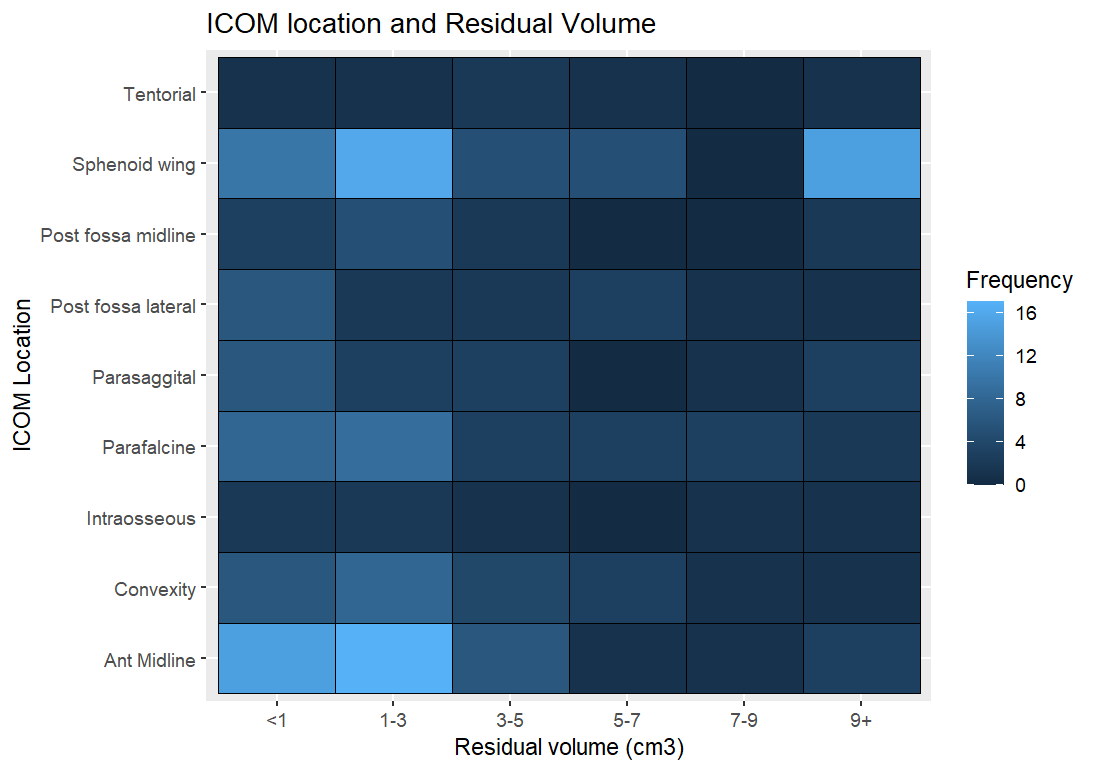 ICOM location and Residual Volume
ICOM Location
Tentorial
Sphenoid wing
Post fossa midline
Post fossa lateral
Parasaggital
Parafalcine
Intraosseous
Convexity
Ant Midline
<1 1-3 3-5 5-7 7-9 9+
Residual volume (cm3)
Frequency
16
12
8
4
0